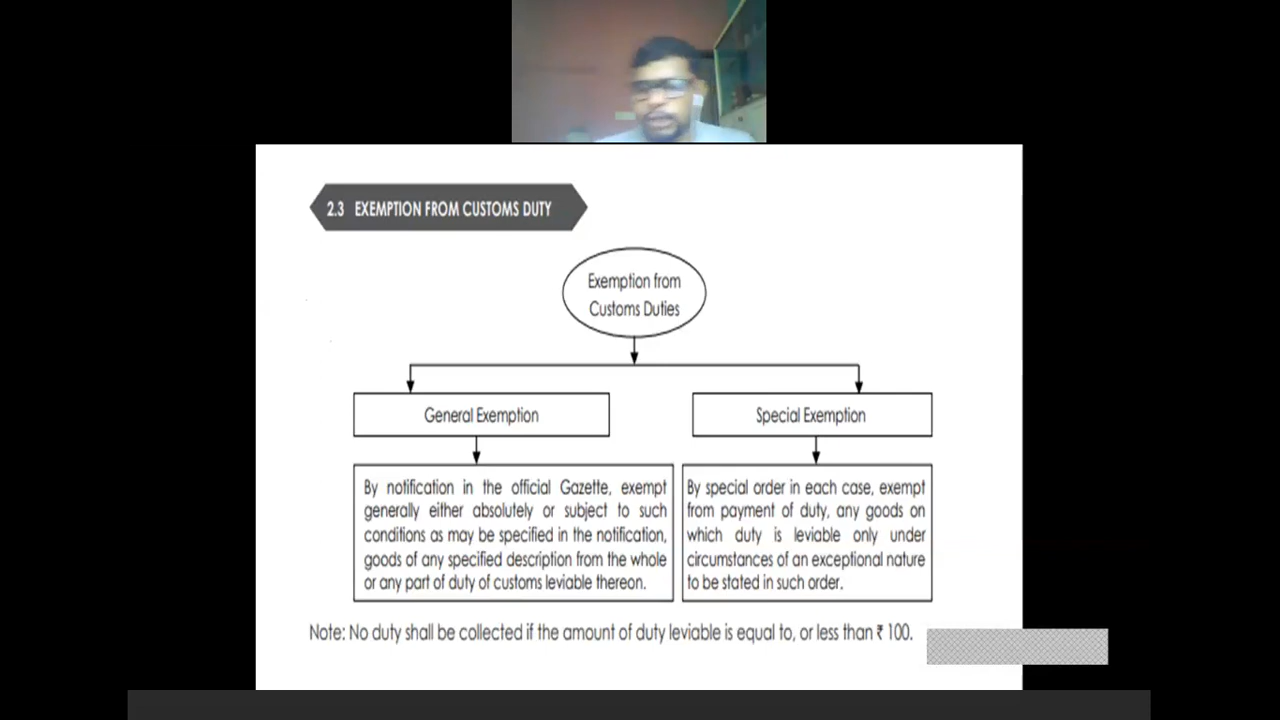 2.3 EXEMPTION FROM CUSTOMS DUTY
Exemption from
Customs Duties
General Exemption
Special Exemption
By notification in the official Gazette, exempt
generally either absolutely or subject to such
conditions as may be specified in the notification,
goods of any specified description from the whole
or any part of duty of customs leviable thereon.
By special order in each case, exempt
from payment of duty, any goods on
which duty is leviable only under
circumstances of an exceptional nature
to be stated in such order.
Note: No duty shall be collected if the amount of duty leviable is equal to, or less than ₹ 100.